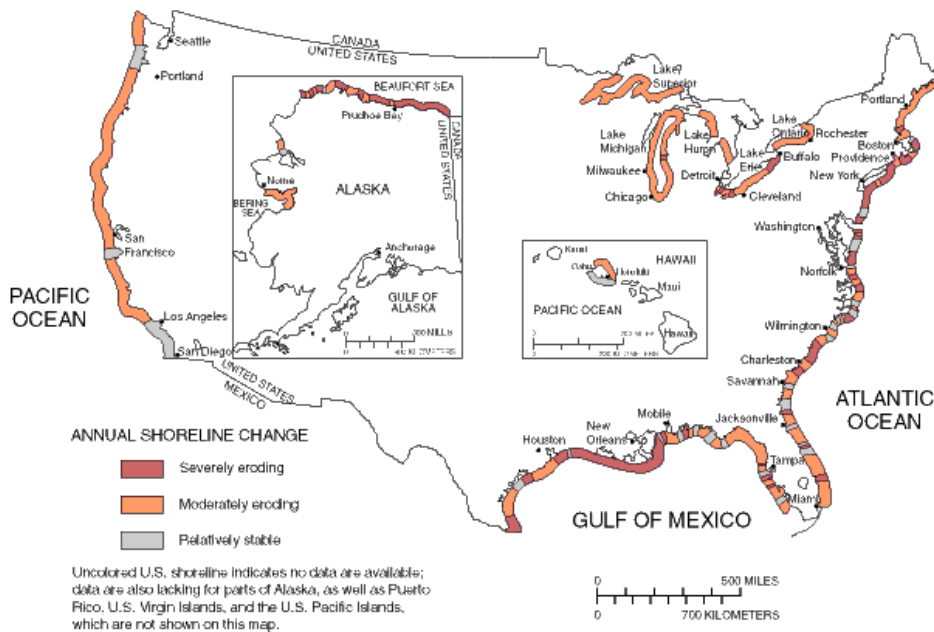 CANADA
UNITED STATES
Seattle
Portland
BEAUFORT SEA
Prudhoe Bay
CANADA
UNITED STATES
Nome
ALASKA
BERING SEA
Anchorage
GULF OF
ALASKA
San
Francisco
PACIFIC
OCEAN
Los Angeles
San Diego
UNITED STATES
MEXICO
Lake
Superior
Lake
Michigan
Lake
Huron
Lake
Ontario
Lake
Erie
Rochester
Buffalo
Portland
Boston
Providence
New York
Milwaukee
Chicago
Detroit
Cleveland
Washington
Norfolk
Wilmington
Charleston
Savannah
Jacksonville
ATLANTIC
OCEAN
Kauai
Oahu
Honolulu
HAWAII
Maui
PACIFIC OCEAN
Hawaii
Mobile
New
Orleans
Houston
Tampa
Miami
GULF OF MEXICO
ANNUAL SHORELINE CHANGE
Severely eroding
Moderately eroding
Relatively stable
Uncolored U.S. shoreline indicates no data are available;
data are also lacking for parts of Alaska, as well as Puerto
Rico, U.S. Virgin Islands, and the U.S. Pacific Islands,
which are not shown on this map.
0 500 MILES
0 700 KILOMETERS